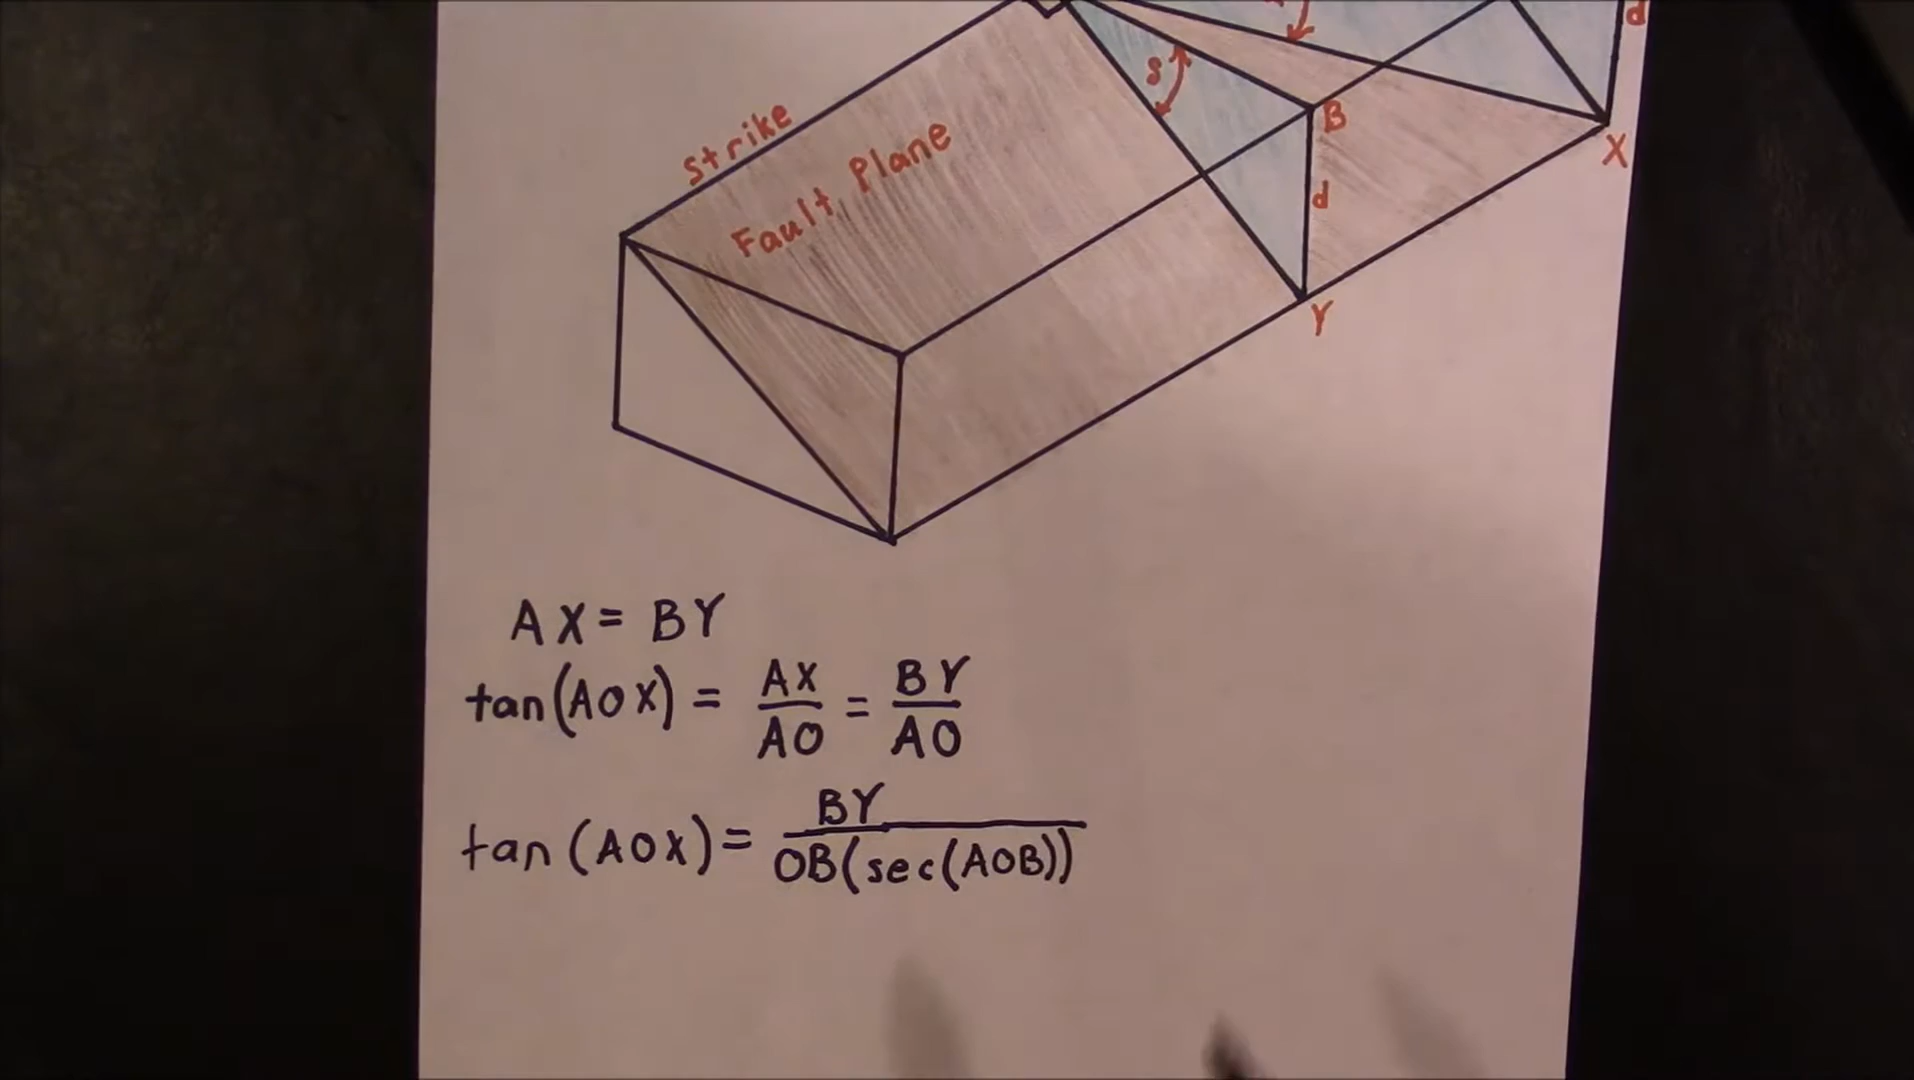 d
S
B
Strike
Fault Plane
X
d
Y
AX = BY
tan(AOX) = AX/AO = BY/AO
tan(AOX) = BY/OB(sec(AOB))